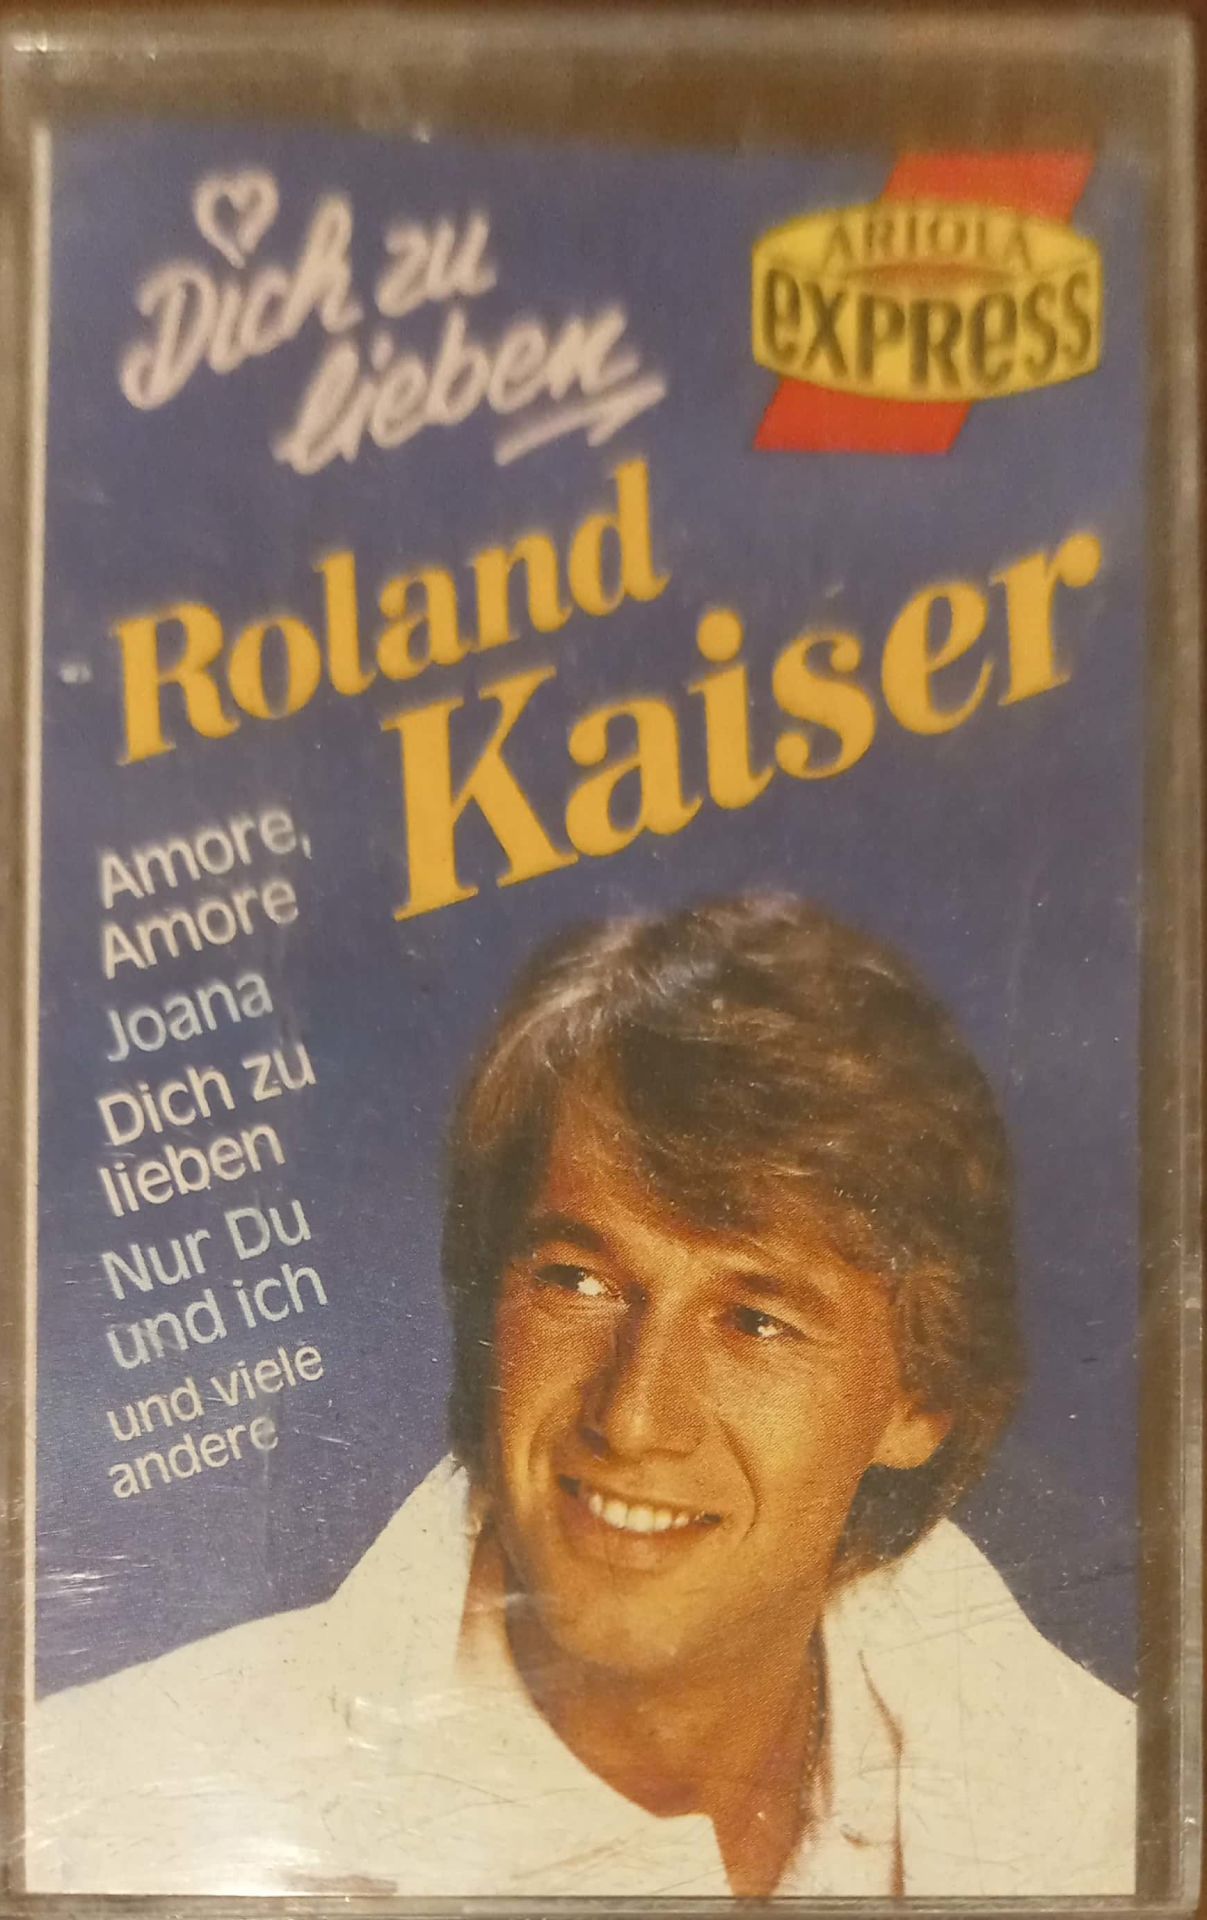 Dich zu
lieben
ARIOLA
express
Roland
Kaiser
Amore,
Amore
Joana
Dich zu
lieben
Nur Du
und ich
und viele
andere